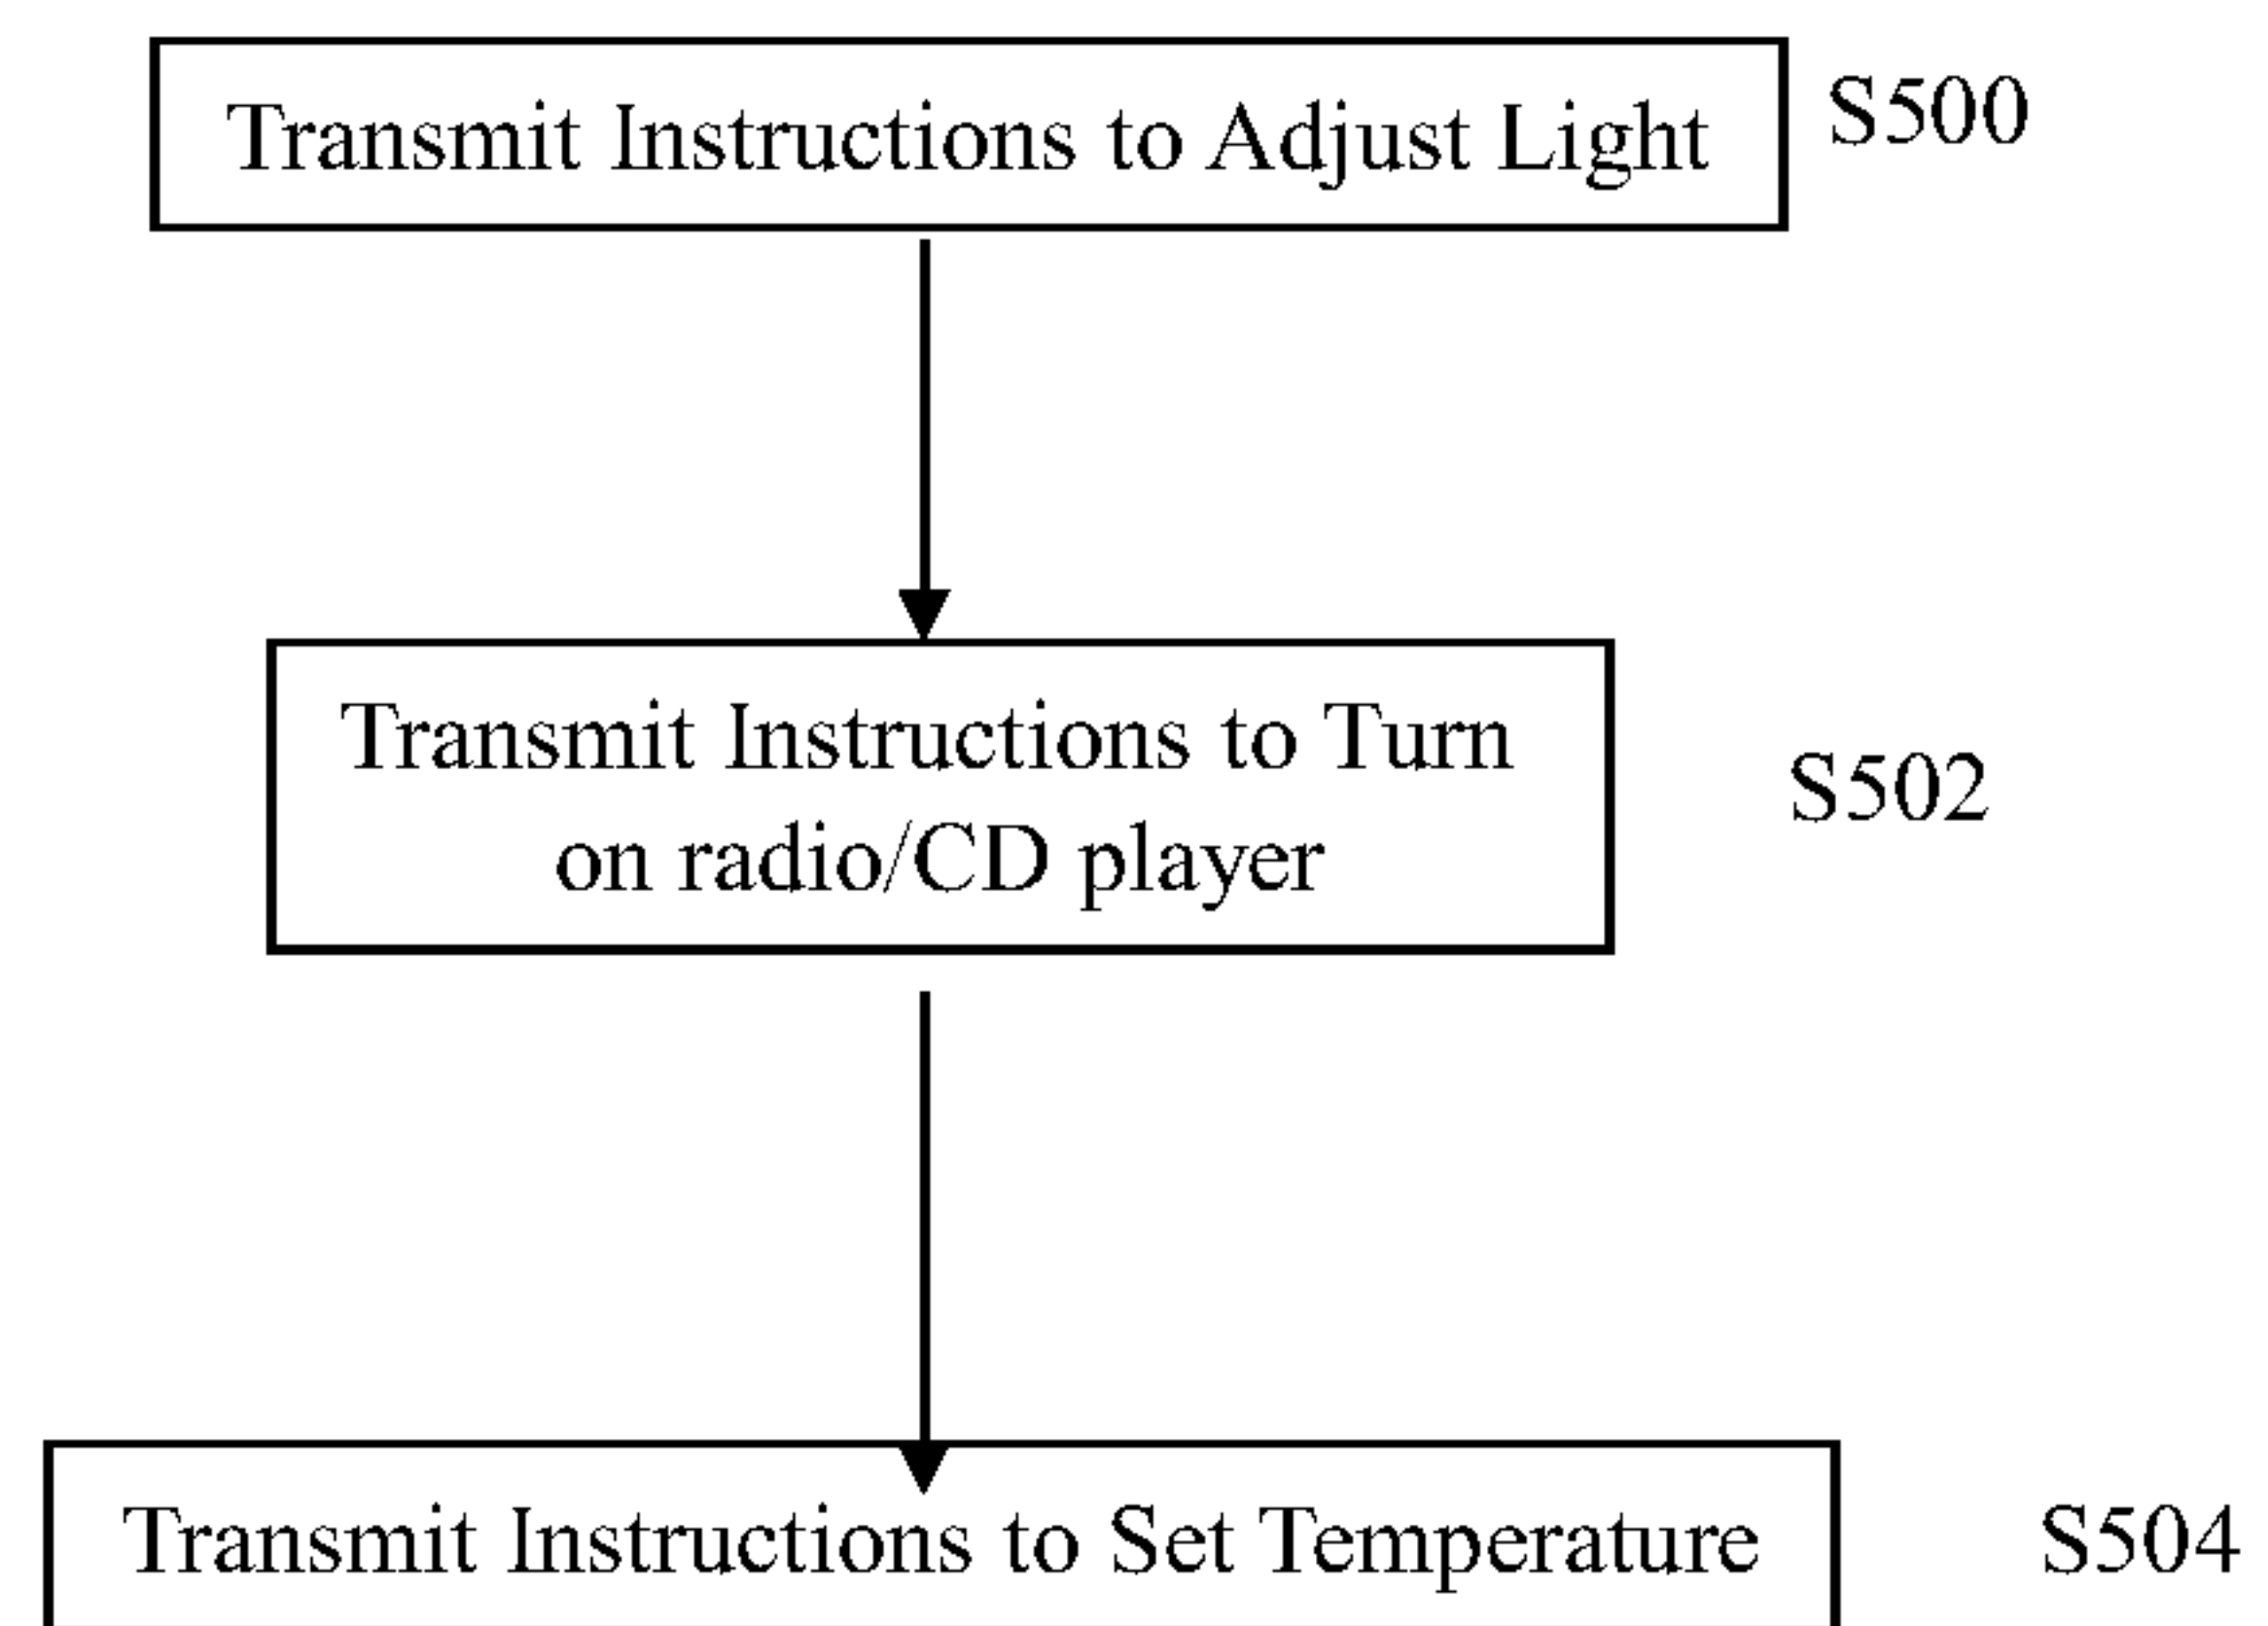 Transmit Instructions to Adjust Light
S500
Transmit Instructions to Turn
on radio/CD player
S502
Transmit Instructions to Set Temperature
S504